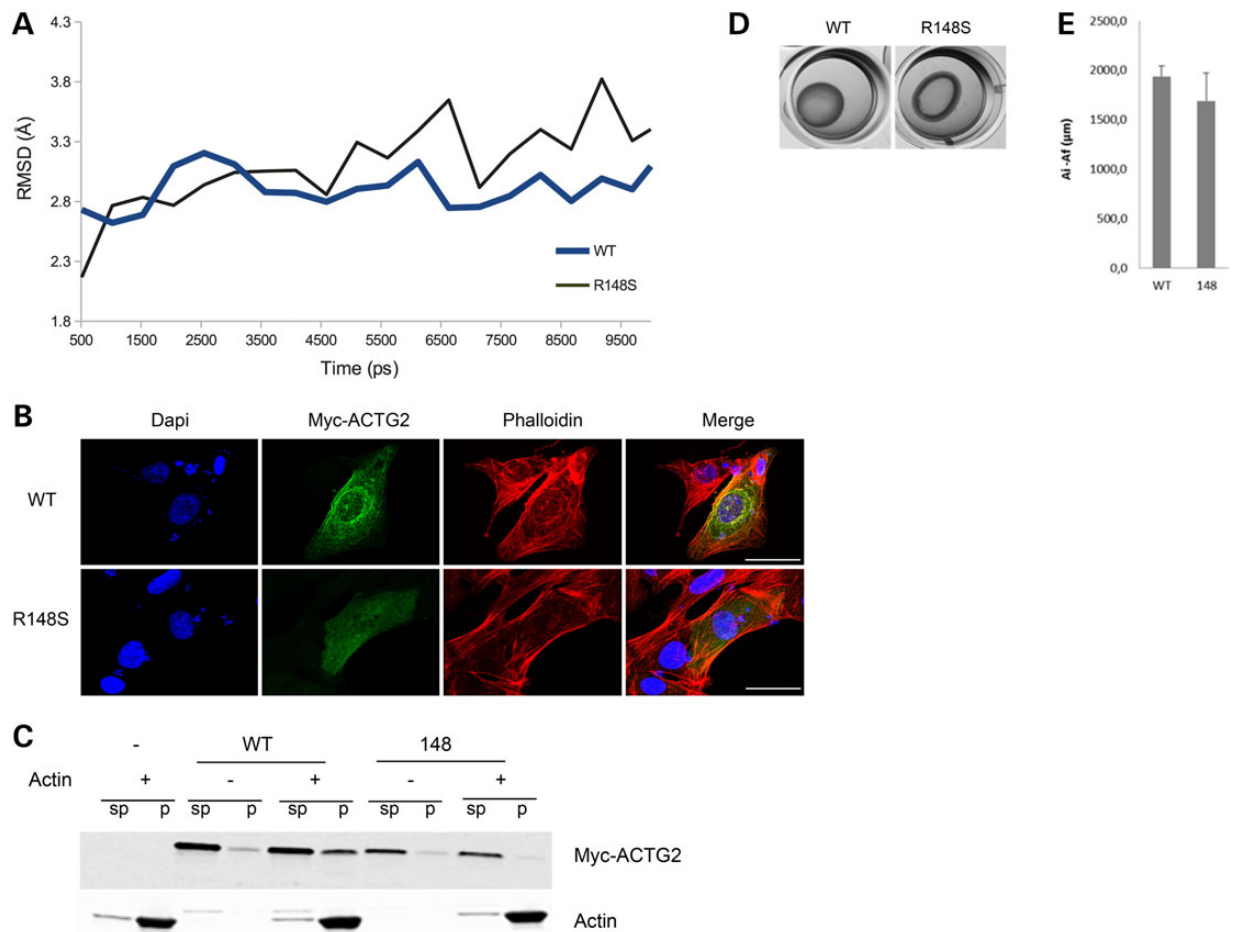 A
4.3
3.8
3.3
2.8
2.3
1.8
RMSD (Å)
500 1500 2500 3500 4500 5500 6500 7500 8500 9500
Time (ps)
WT
R148S
D
WT R148S
E
2500,0
2000,0
1500,0
1000,0
500,0
0,0
Ai -Af (μm)
WT 148
B
Dapi Myc-ACTG2 Phalloidin Merge
WT
R148S
C
- WT 148
Actin + - + - +
sp p sp p sp p sp p sp p
Myc-ACTG2
Actin